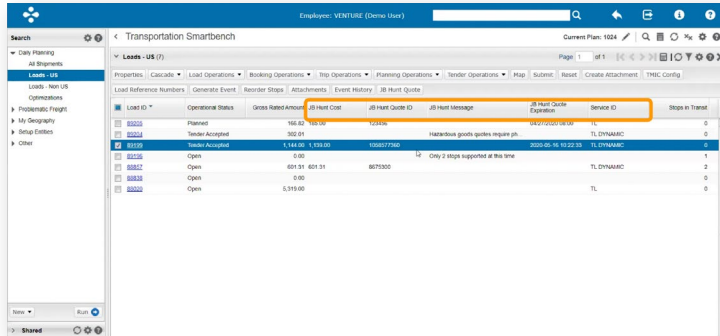 Employee: VENTURE (Demo User)
Search
Transportation Smartbench
Current Plan: 1024
Daily Planning
All Shipments
Loads - US
Loads - Non US
Optimizations
Problematic Freight
My Geography
Setup Entities
Other
Loads - US (7)
Page 1 of 1
Properties Cascade Load Operations Booking Operations Trip Operations Planning Operations Tender Operations Map Submit Reset Create Attachment TMIC Config
Load Reference Numbers Generate Event Reorder Stops Attachments Event History JB Hunt Quote
Load ID Operational Status Gross Rated Amount JB Hunt Cost JB Hunt Quote ID JB Hunt Message JB Hunt Quote Expiration Service ID Stops in Transit
89205 Planned 166.62 168.00 123456 04/27/2020 08:00 TL 0
89204 Tender Accepted 302.01 Hazardous goods quotes require ph... TL DYNAMIC 0
89199 Tender Accepted 1,144.00 1,139.00 1058577360 2020-05-16 10:22:33 TL DYNAMIC 0
89196 Open 0.00 Only 2 stops supported at this time 1
Open 601.51 601.31 8675300 TL DYNAMIC 2
Open 0.00 0
Open 5,319.00 TL 0
New Run
Shared